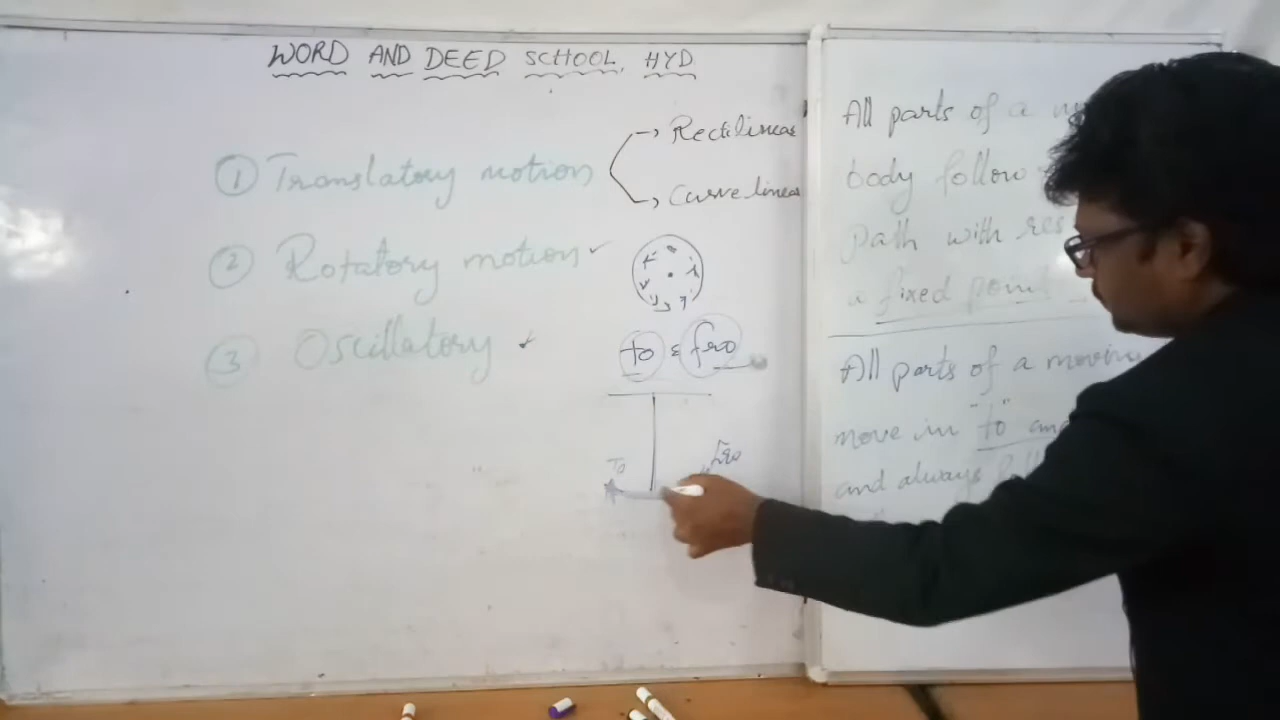 WORD AND DEED SCHOOL, HYD
① Translatory motion
→ Rectilinear
→ Curvelinear
② Rotatory motion ✓
③ Oscillatory ✓
to & fro
To
Fro
All parts of a
body follow
path with
a fixed point
All parts of a moving
move in "to" and
and always